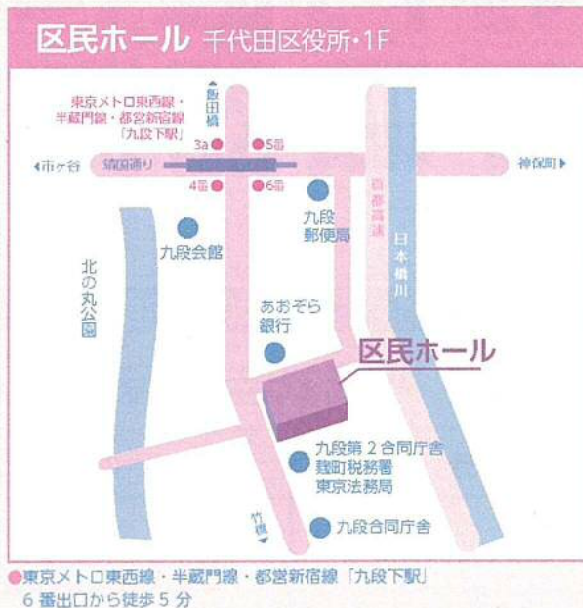 区民ホール 千代田区役所・1F
▲飯田橋
東京メトロ東西線・
半蔵門線・都営新宿線
「九段下駅」
3a
5番
◀市ヶ谷
靖国通り
神保町▶
4番
6番
九段
郵便局
首都高速
日本橋川
九段会館
北の丸公園
あおぞら
銀行
区民ホール
九段第2合同庁舎
麹町税務署
東京法務局
竹橋▼
九段合同庁舎
●東京メトロ東西線・半蔵門線・都営新宿線「九段下駅」
6番出口から徒歩5分